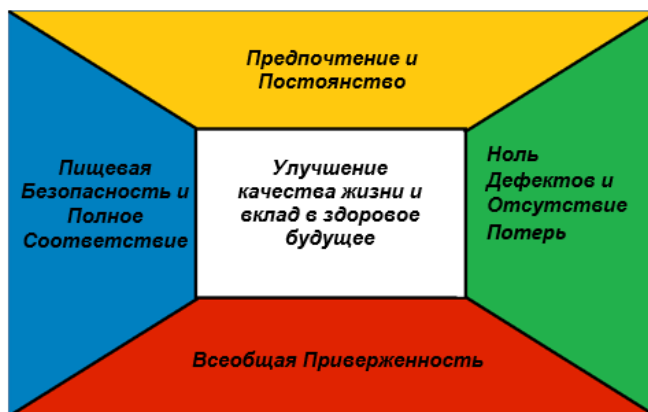 Предпочтение и
Постоянство
Пищевая
Безопасность и
Полное
Соответствие
Улучшение
качества жизни и
вклад в здоровое
будущее
Ноль
Дефектов и
Отсутствие
Потерь
Всеобщая Приверженность